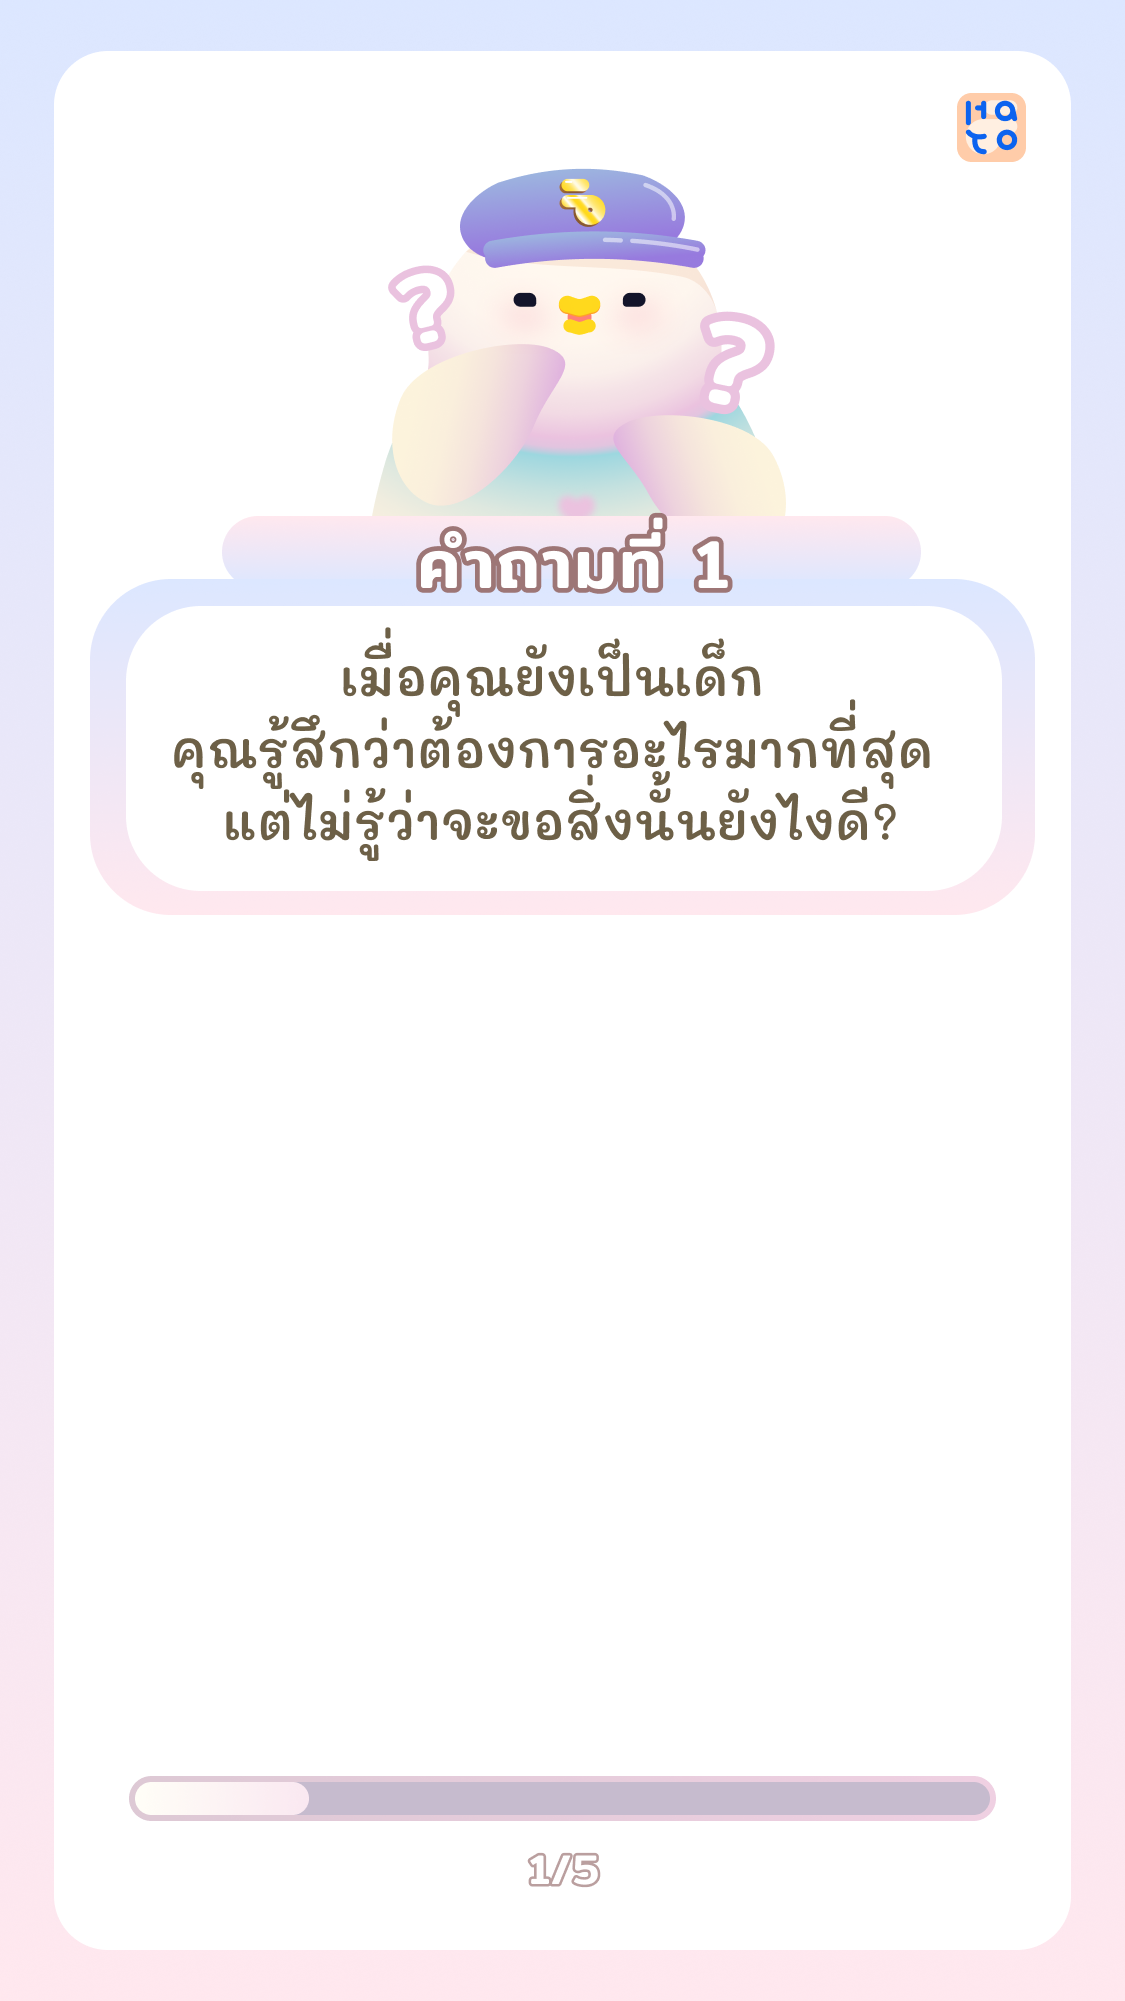 ?
?
คำถามที่ 1
เมื่อคุณยังเป็นเด็ก
คุณรู้สึกว่าต้องการอะไรมากที่สุด
แต่ไม่รู้ว่าจะขอสิ่งนั้นยังไงดี?
1/5